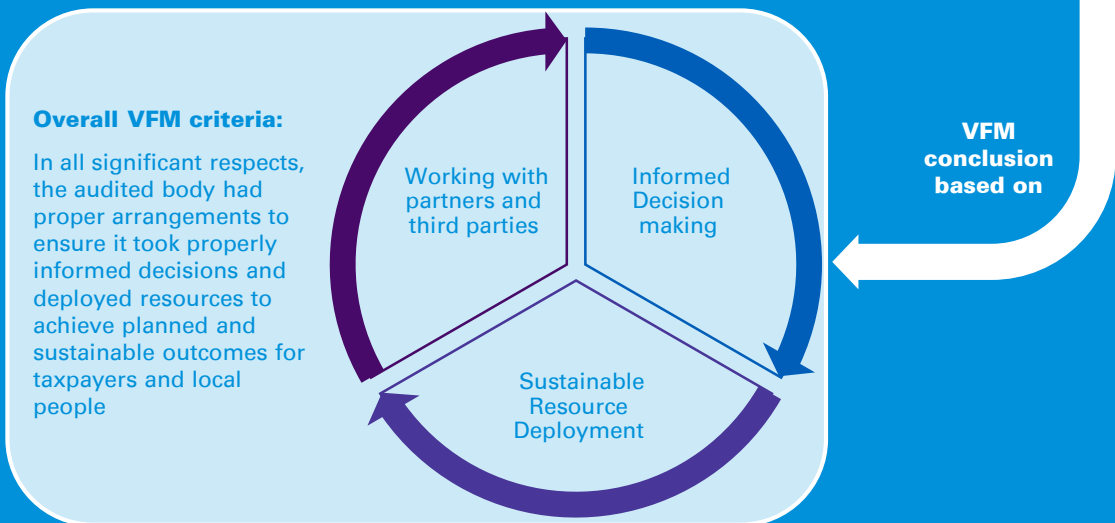 Overall VFM criteria:
In all significant respects,
the audited body had
proper arrangements to
ensure it took properly
informed decisions and
deployed resources to
achieve planned and
sustainable outcomes for
taxpayers and local
people
Working with
partners and
third parties
Informed
Decision
making
Sustainable
Resource
Deployment
VFM
conclusion
based on